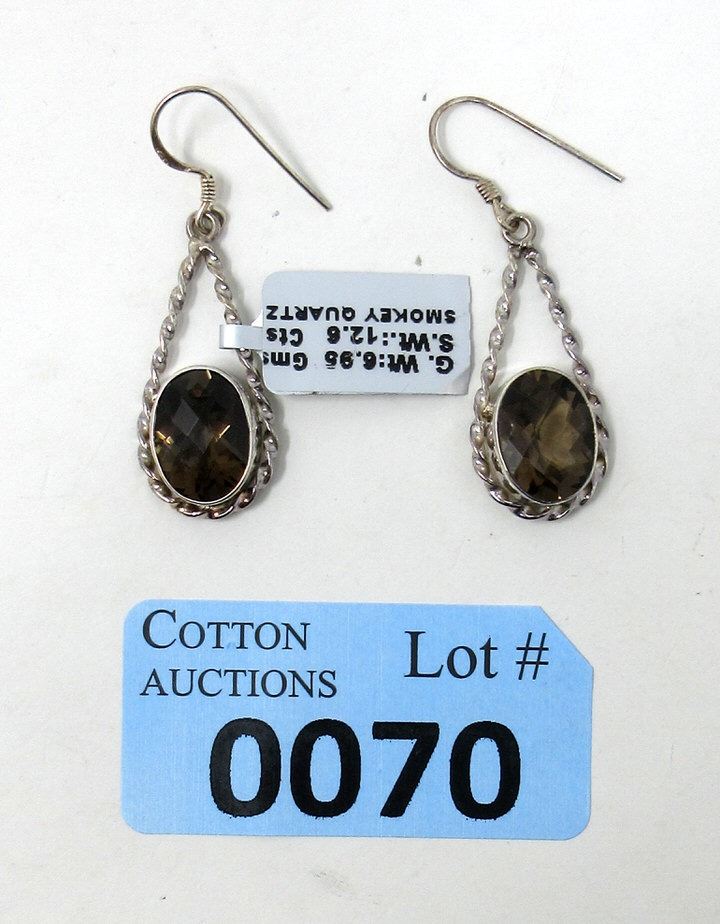 G. Wt:6.95 Gms
S.Wt.:12.6 Cts
SMOKEY QUARTZ
COTTON
AUCTIONS
Lot #
0070